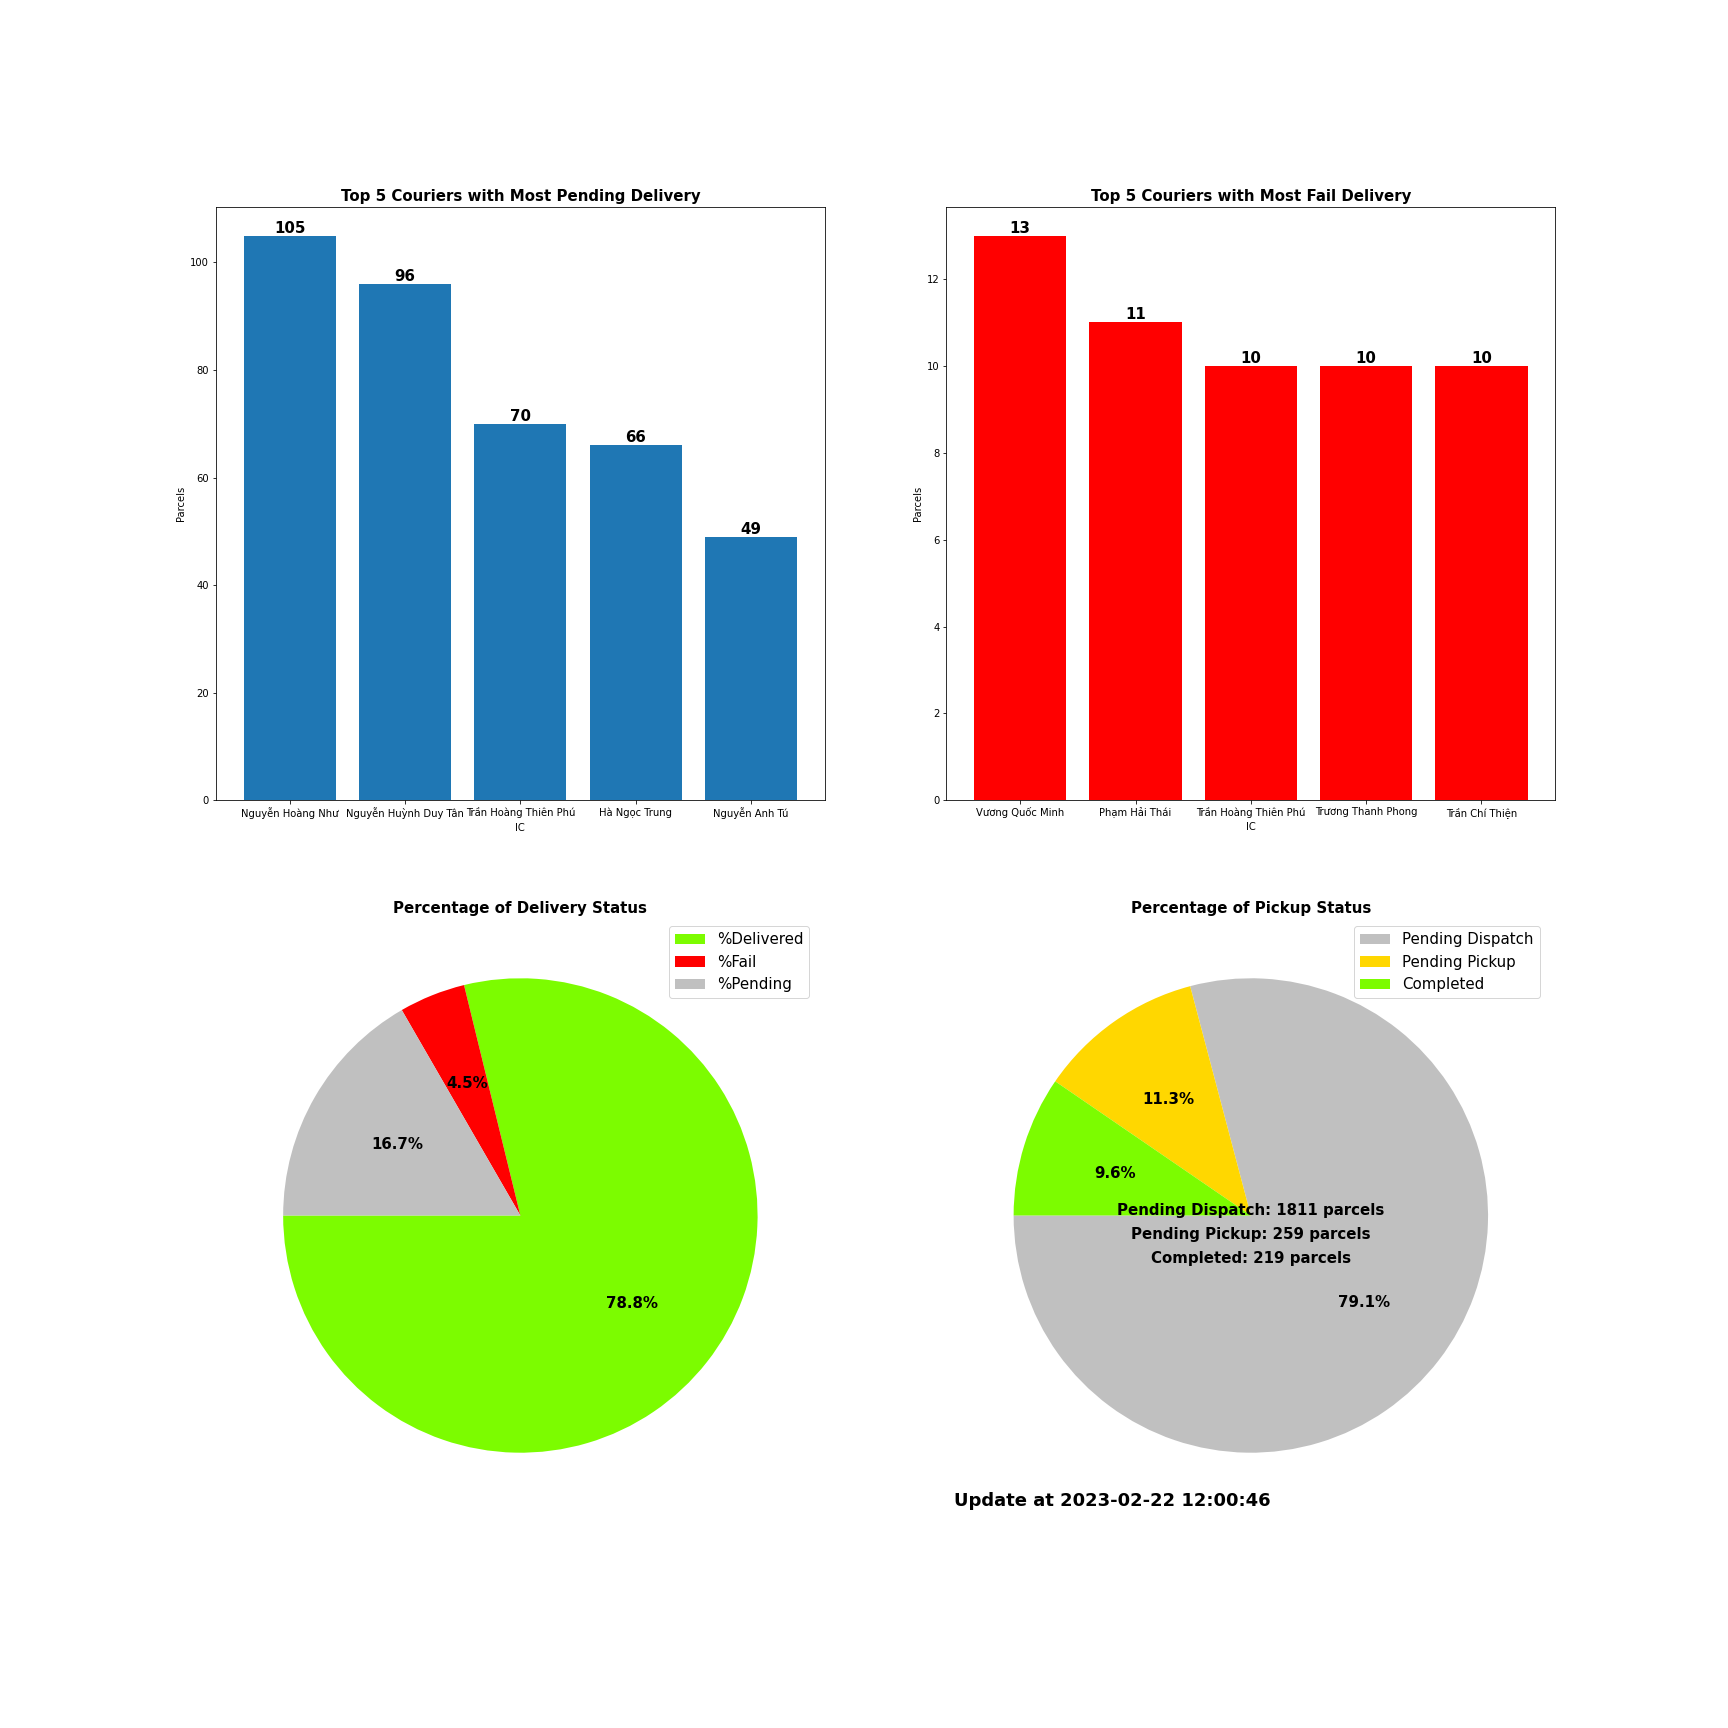 Top 5 Couriers with Most Pending Delivery
105
96
70
66
49
100
80
60
40
20
0
Parcels
Nguyễn Hoàng Như
Nguyễn Huỳnh Duy Tân
Trần Hoàng Thiên Phú
Hà Ngọc Trung
Nguyễn Anh Tú
IC
Top 5 Couriers with Most Fail Delivery
13
11
10
10
10
12
10
8
6
4
2
0
Parcels
Vương Quốc Minh
Phạm Hải Thái
Trần Hoàng Thiên Phú
Trương Thanh Phong
Trần Chí Thiện
IC
Percentage of Delivery Status
%Delivered
%Fail
%Pending
4.5%
16.7%
78.8%
Percentage of Pickup Status
Pending Dispatch
Pending Pickup
Completed
11.3%
9.6%
Pending Dispatch: 1811 parcels
Pending Pickup: 259 parcels
Completed: 219 parcels
79.1%
Update at 2023-02-22 12:00:46